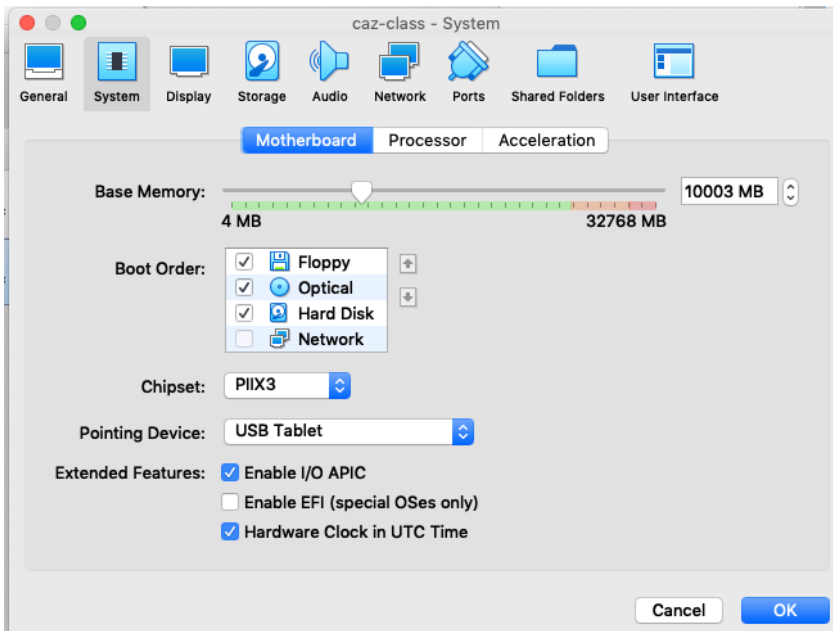 caz-class - System
General System Display Storage Audio Network Ports Shared Folders User Interface
Motherboard Processor Acceleration
Base Memory: 10003 MB
4 MB 32768 MB
Boot Order: Floppy
Optical
Hard Disk
Network
Chipset: PIIX3
Pointing Device: USB Tablet
Extended Features: Enable I/O APIC
Enable EFI (special OSes only)
Hardware Clock in UTC Time
Cancel OK